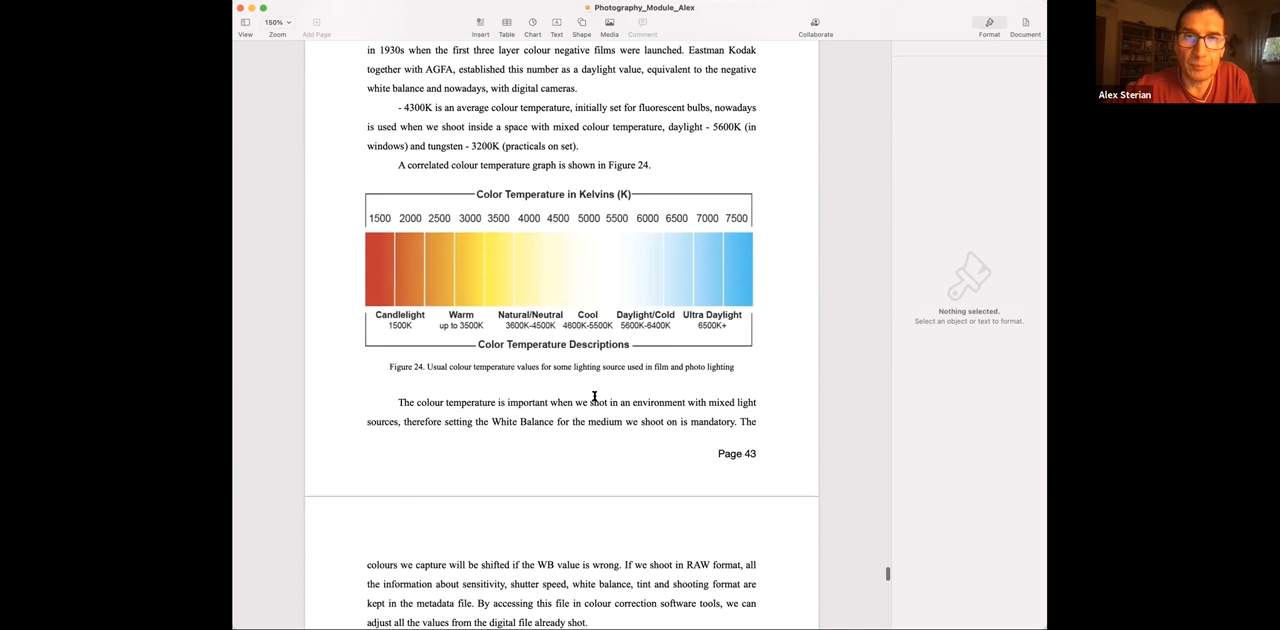 Photography_Module_Alex
150%
View
Zoom
Add Page
Insert
Table
Chart
Text
Shape
Media
Comment
Collaborate
Format
Document
Alex Sterian
in 1930s when the first three layer colour negative films were launched. Eastman Kodak
together with AGFA, established this number as a daylight value, equivalent to the negative
white balance and nowadays, with digital cameras.
- 4300K is an average colour temperature, initially set for fluorescent bulbs, nowadays
is used when we shoot inside a space with mixed colour temperature, daylight - 5600K (in
windows) and tungsten - 3200K (practicals on set).
A correlated colour temperature graph is shown in Figure 24.
Color Temperature in Kelvins (K)
1500 2000 2500 3000 3500 4000 4500 5000 5500 6000 6500 7000 7500
Candlelight Warm Natural/Neutral Cool Daylight/Cold Ultra Daylight
1500K up to 3500K 3600K-4500K 4600K-5500K 5600K-6400K 6500K+
Color Temperature Descriptions
Figure 24. Usual colour temperature values for some lighting source used in film and photo lighting
The colour temperature is important when we shot in an environment with mixed light
sources, therefore setting the White Balance for the medium we shoot on is mandatory. The
Page 43
colours we capture will be shifted if the WB value is wrong. If we shoot in RAW format, all
the information about sensitivity, shutter speed, white balance, tint and shooting format are
kept in the metadata file. By accessing this file in colour correction software tools, we can
adjust all the values from the digital file already shot.
Nothing selected.
Select an object or text to format.